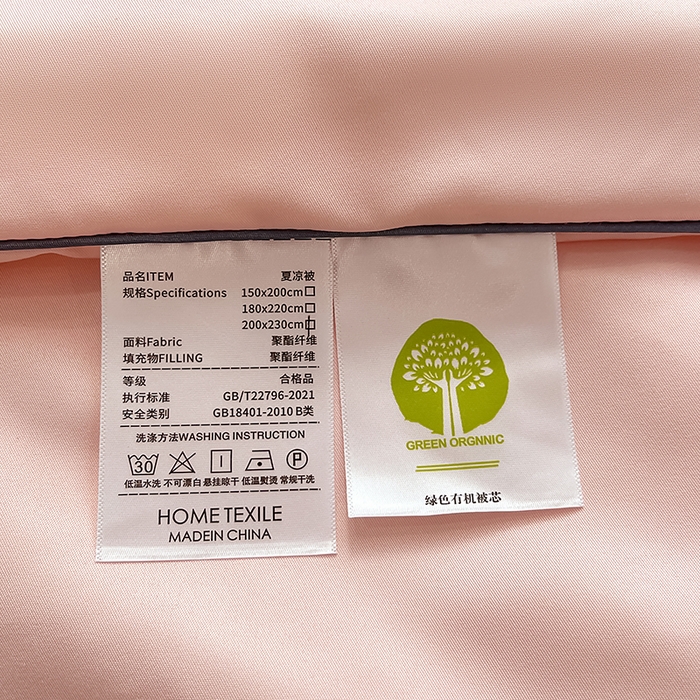 品名ITEM 夏凉被
规格Specifications 150x200cm□
180x220cm□
200x230cm□
面料Fabric 聚酯纤维
填充物FILLING 聚酯纤维
等级 合格品
执行标准 GB/T22796-2021
安全类别 GB18401-2010 B类
洗涤方法WASHING INSTRUCTION
30 P
低温水洗 不可漂白 悬挂晾干 低温熨烫 常规干洗
HOME TEXILE
MADEIN CHINA
GREEN ORGNNIC
绿色有机被芯